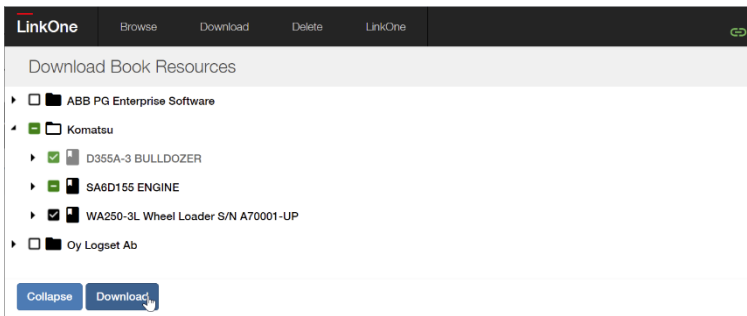 LinkOne Browse Download Delete LinkOne
Download Book Resources
ABB PG Enterprise Software
Komatsu
D355A-3 BULLDOZER
SA6D155 ENGINE
WA250-3L Wheel Loader S/N A70001-UP
Oy Logset Ab
Collapse Download